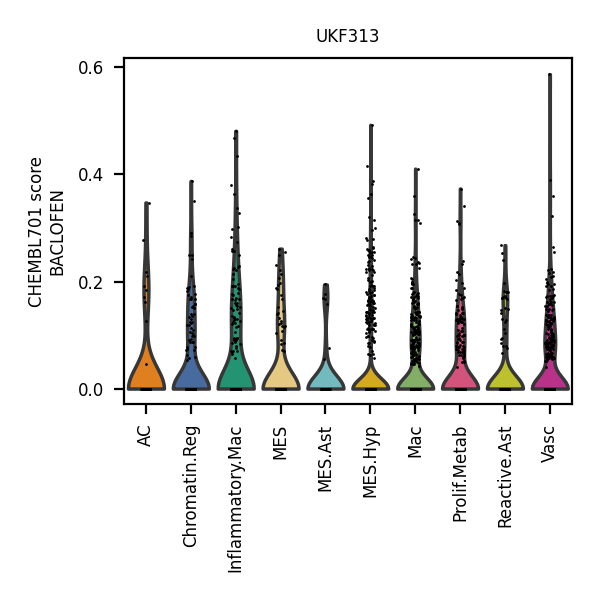 UKF313
CHEMBL701 score
BACLOFEN
0.6
0.4
0.2
0.0
AC
Chromatin.Reg
Inflammatory.Mac
MES
MES.Ast
MES.Hyp
Mac
Prolif.Metab
Reactive.Ast
Vasc